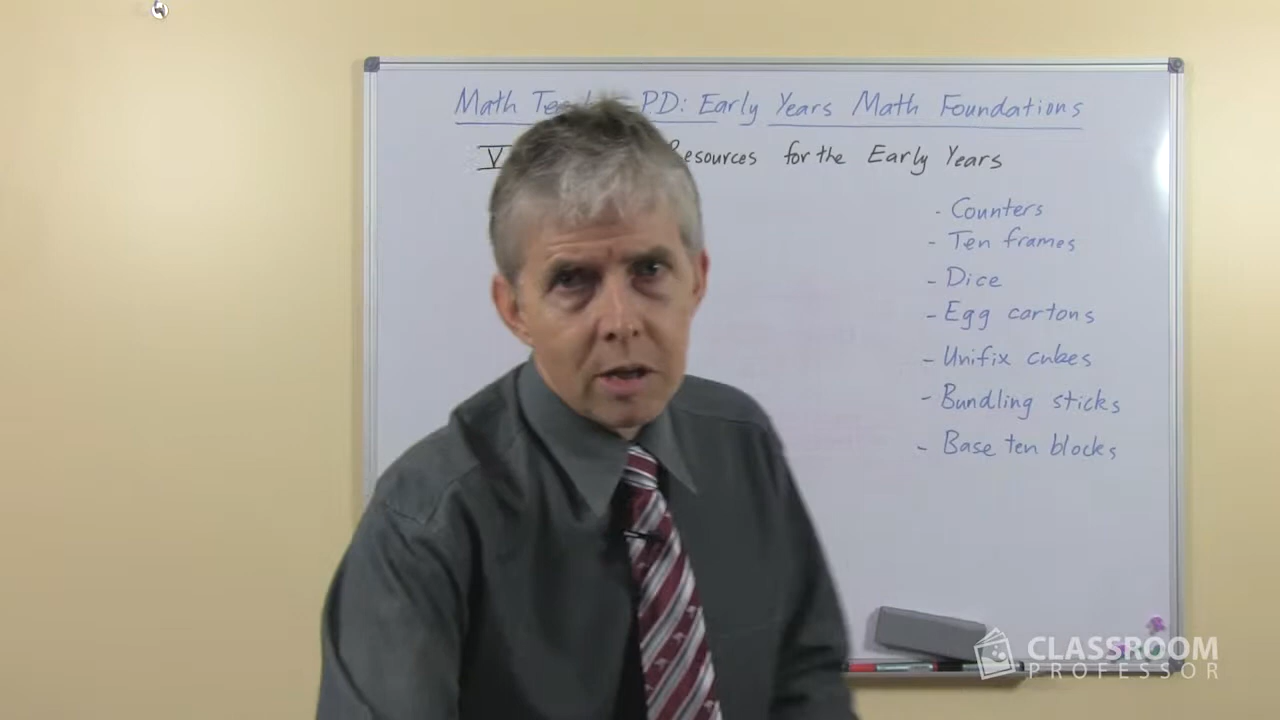 Math PD: Early Years Math Foundations
Resources for the Early Years
- Counters
- Ten frames
- Dice
- Egg cartons
- Unifix cubes
- Bundling sticks
- Base ten blocks
CLASSROOM
PROFESSOR